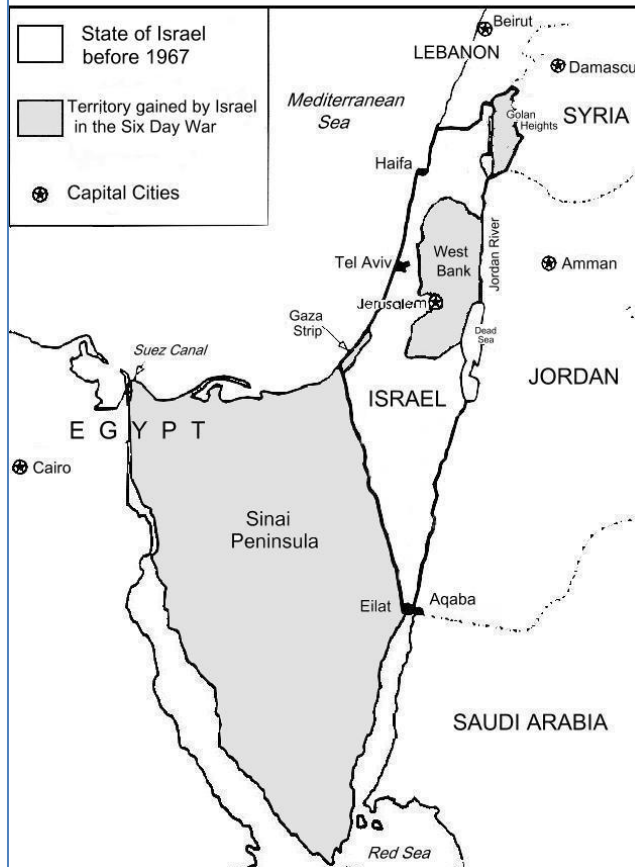 State of Israel
before 1967
Territory gained by Israel
in the Six Day War
Capital Cities
Beirut
LEBANON
Damascu
Mediterranean
Sea
Golan
Heights
SYRIA
Haifa
Tel Aviv
West
Bank
Jordan River
Amman
Jerusalem
Gaza
Strip
Dead
Sea
Suez Canal
ISRAEL
JORDAN
E G Y P T
Cairo
Sinai
Peninsula
Eilat
Aqaba
SAUDI ARABIA
Red Sea